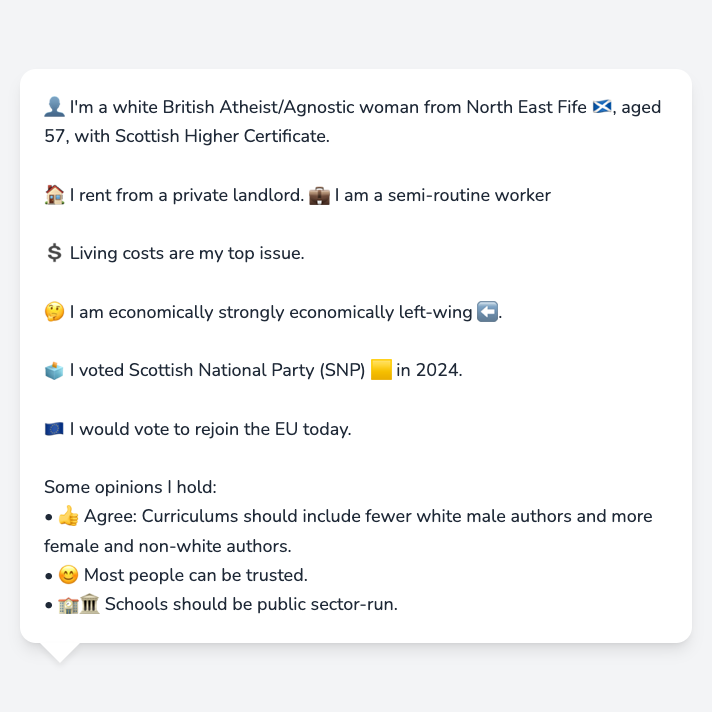 👤 I'm a white British Atheist/Agnostic woman from North East Fife 🏴󠁧󠁢󠁳󠁣󠁴󠁿, aged
57, with Scottish Higher Certificate.
🏠 I rent from a private landlord. 💼 I am a semi-routine worker
💲 Living costs are my top issue.
🤔 I am economically strongly economically left-wing ⬅️.
🗳️ I voted Scottish National Party (SNP) 🟨 in 2024.
🇪🇺 I would vote to rejoin the EU today.
Some opinions I hold:
• 👍 Agree: Curriculums should include fewer white male authors and more
female and non-white authors.
• 😊 Most people can be trusted.
• 🏫🏛️ Schools should be public sector-run.